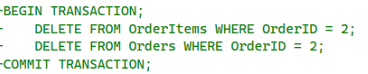 -BEGIN TRANSACTION;
-    DELETE FROM OrderItems WHERE OrderID = 2;
-    DELETE FROM Orders WHERE OrderID = 2;
-COMMIT TRANSACTION;